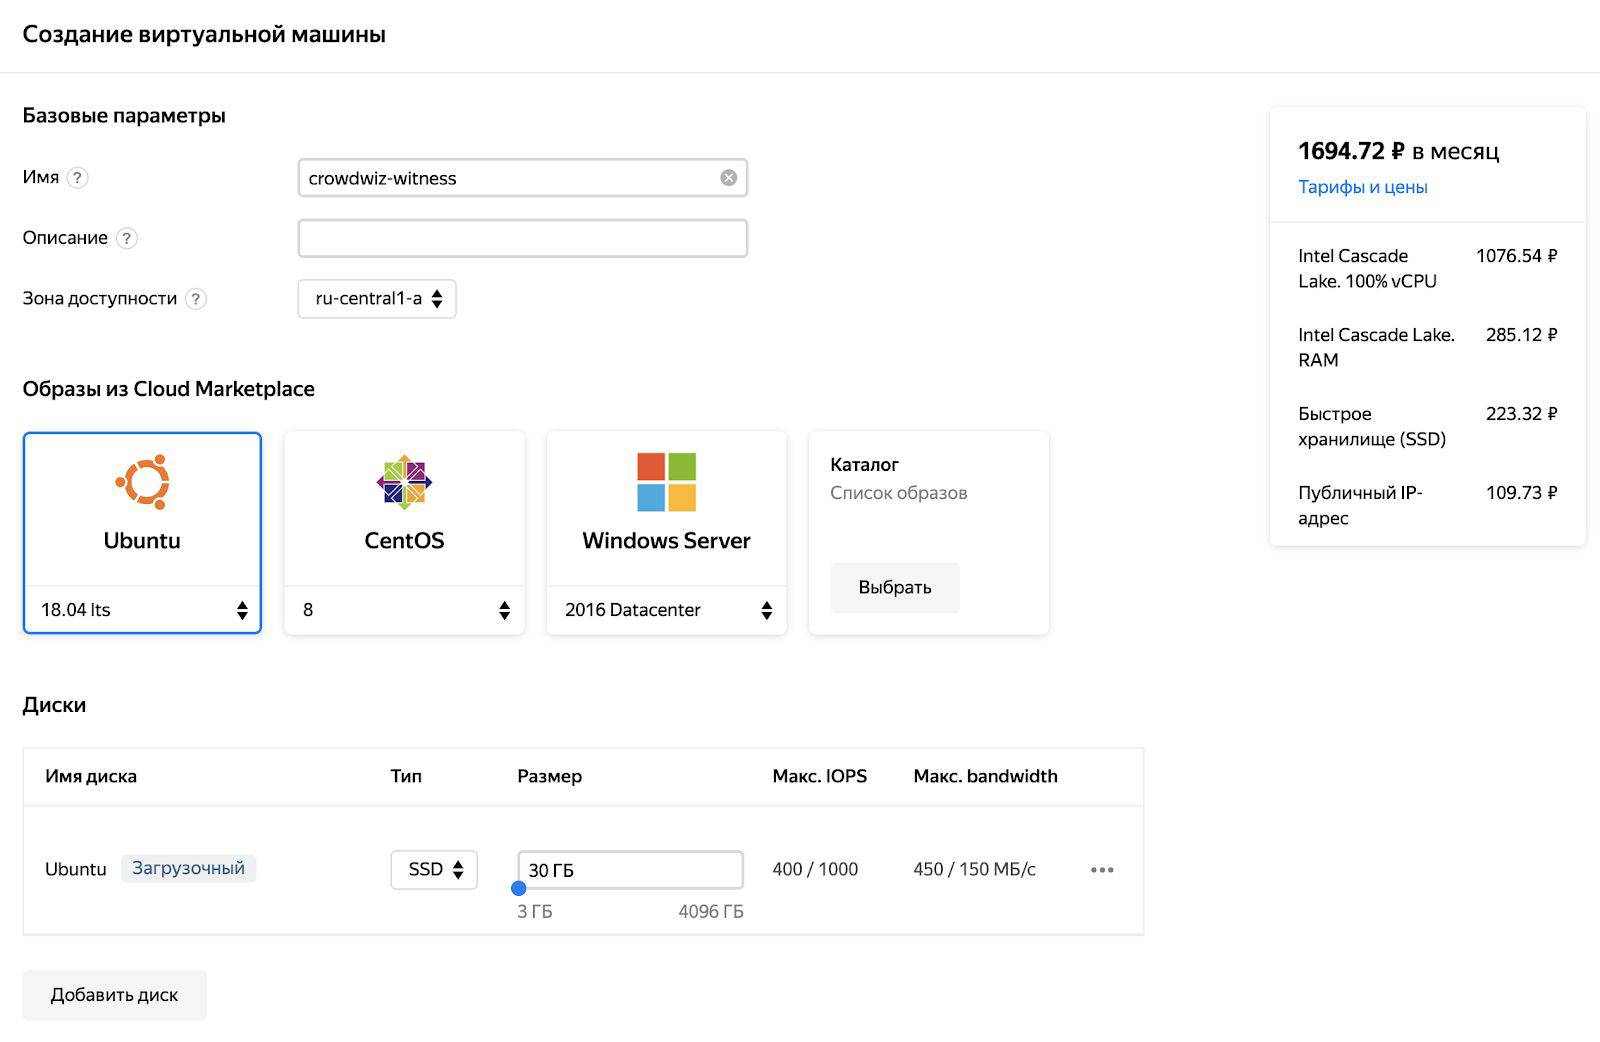 Создание виртуальной машины
Базовые параметры
Имя ?
crowdwiz-witness
Описание ?
Зона доступности ?
ru-central1-a
1694.72 ₽ в месяц
Тарифы и цены
Intel Cascade 1076.54 ₽
Lake. 100% vCPU
Intel Cascade Lake. 285.12 ₽
RAM
Быстрое 223.32 ₽
хранилище (SSD)
Публичный IP- 109.73 ₽
адрес
Образы из Cloud Marketplace
Ubuntu
18.04 lts
CentOS
8
Windows Server
2016 Datacenter
Каталог
Список образов
Выбрать
Диски
Имя диска Тип Размер Макс. IOPS Макс. bandwidth
Ubuntu Загрузочный SSD 30 ГБ 400 / 1000 450 / 150 МБ/с
3 ГБ 4096 ГБ
Добавить диск